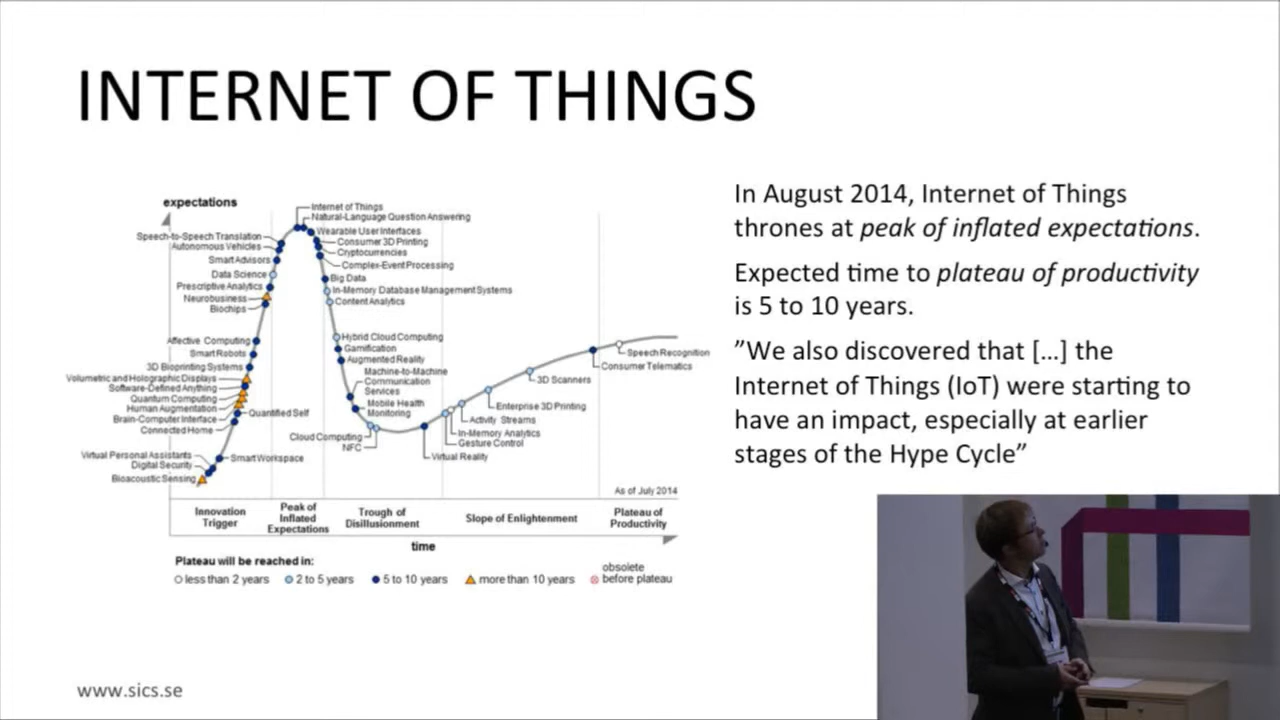 INTERNET OF THINGS
In August 2014, Internet of Things
thrones at peak of inflated expectations.
Expected time to plateau of productivity
is 5 to 10 years.
”We also discovered that […] the
Internet of Things (IoT) were starting to
have an impact, especially at earlier
stages of the Hype Cycle”
expectations
Internet of Things
Natural-Language Question Answering
Wearable User Interfaces
Consumer 3D Printing
Cryptocurrencies
Complex-Event Processing
Big Data
In-Memory Database Management Systems
Content Analytics
Hybrid Cloud Computing
Gamification
Augmented Reality
Machine-to-Machine
Communication
Services
Mobile Health
Monitoring
Cloud Computing
NFC
Virtual Reality
Gesture Control
In-Memory Analytics
Activity Streams
Enterprise 3D Printing
3D Scanners
Consumer Telematics
Speech Recognition
Speech-to-Speech Translation
Autonomous Vehicles
Smart Advisors
Data Science
Prescriptive Analytics
Neurobusiness
Biochips
Affective Computing
Smart Robots
3D Bioprinting Systems
Volumetric and Holographic Displays
Software-Defined Anything
Quantum Computing
Human Augmentation
Brain-Computer Interface
Connected Home
Quantified Self
Virtual Personal Assistants
Smart Workspace
Digital Security
Bioacoustic Sensing
As of July 2014
Innovation
Trigger
Peak of
Inflated
Expectations
Trough of
Disillusionment
Slope of Enlightenment
Plateau of
Productivity
time
Plateau will be reached in:
less than 2 years
2 to 5 years
5 to 10 years
more than 10 years
obsolete
before plateau
www.sics.se